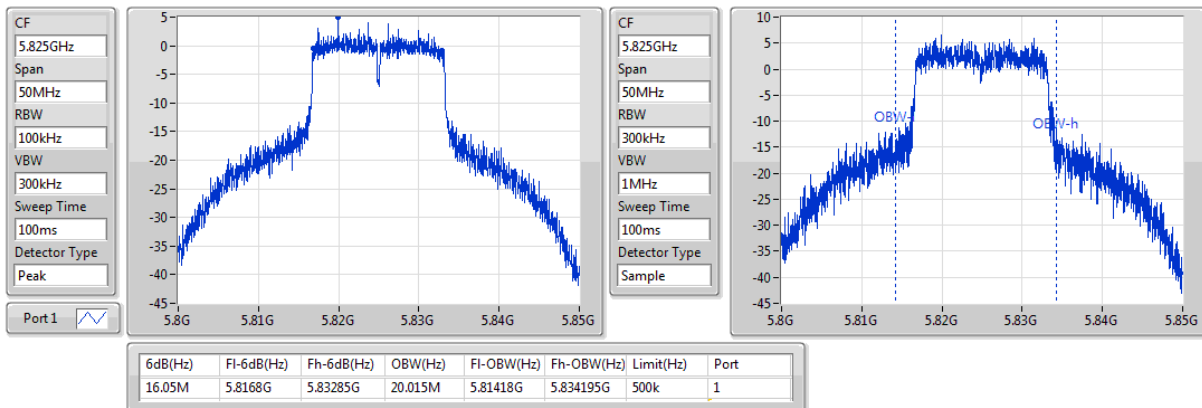 CF
5.825GHz
Span
50MHz
RBW
100kHz
VBW
300kHz
Sweep Time
100ms
Detector Type
Peak
Port 1
5
0
-5
-10
-15
-20
-25
-30
-35
-40
-45
5.8G 5.81G 5.82G 5.83G 5.84G 5.85G
CF
5.825GHz
Span
50MHz
RBW
300kHz
VBW
1MHz
Sweep Time
100ms
Detector Type
Sample
10
5
0
-5
-10
-15
-20
-25
-30
-35
-40
-45
OBW-
OBW-h
5.8G 5.81G 5.82G 5.83G 5.84G 5.85G
6dB(Hz) Fl-6dB(Hz) Fh-6dB(Hz) OBW(Hz) Fl-OBW(Hz) Fh-OBW(Hz) Limit(Hz) Port
16.05M 5.8168G 5.83285G 20.015M 5.81418G 5.834195G 500k 1